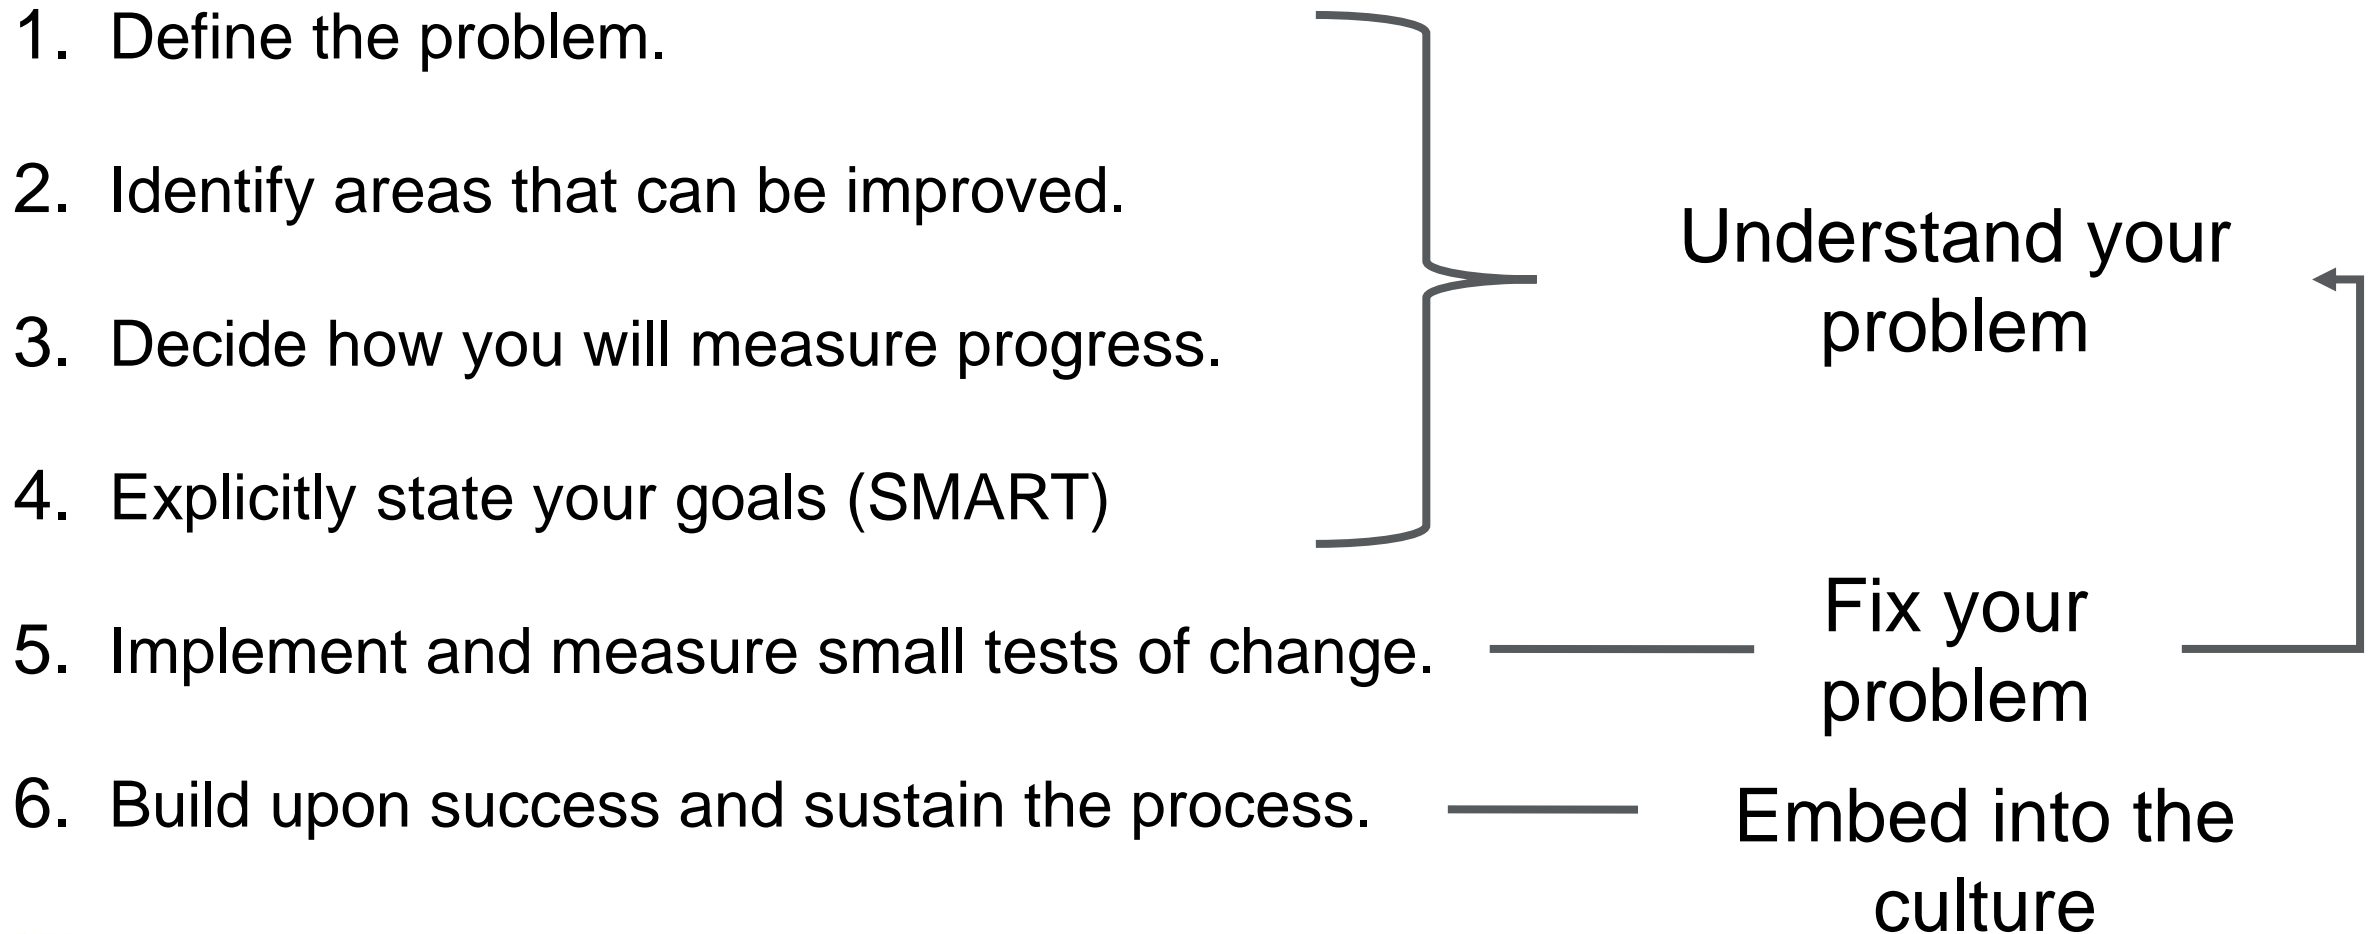 1. Define the problem.
2. Identify areas that can be improved.
3. Decide how you will measure progress.
4. Explicitly state your goals (SMART)
5. Implement and measure small tests of change.
6. Build upon success and sustain the process.
Understand your
problem
Fix your
problem
Embed into the
culture